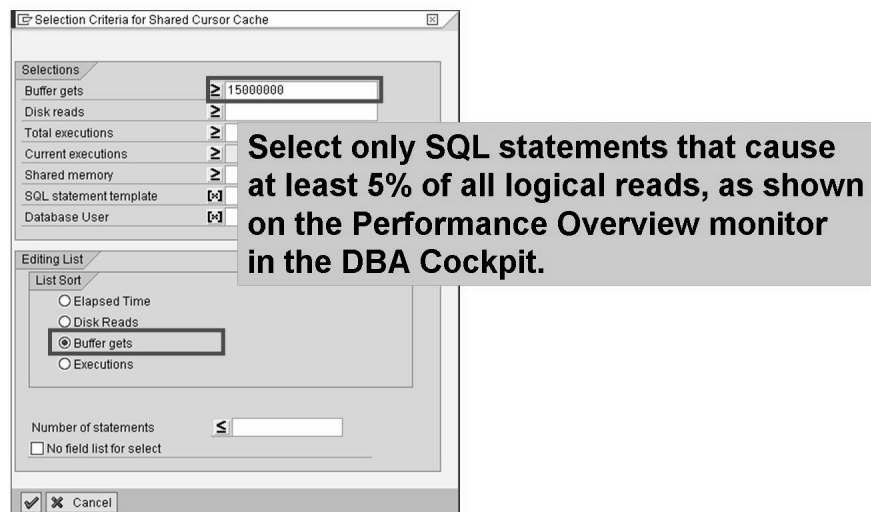 Selection Criteria for Shared Cursor Cache
Selections
Buffer gets ≥ 15000000
Disk reads ≥
Total executions ≥
Current executions ≥
Shared memory ≥
SQL statement template
Database User
Select only SQL statements that cause
at least 5% of all logical reads, as shown
on the Performance Overview monitor
in the DBA Cockpit.
Editing List
List Sort
Elapsed Time
Disk Reads
Buffer gets
Executions
Number of statements ≤
No field list for select
Cancel